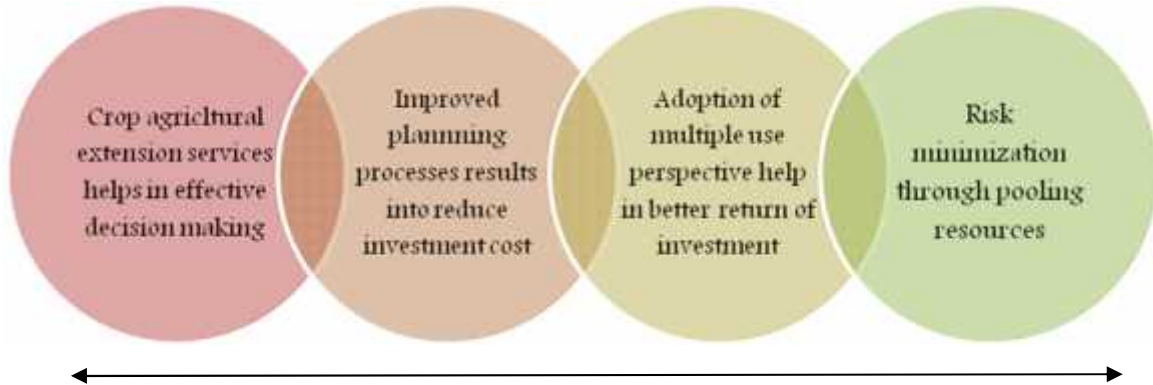 Crop agricltural
extension services
helps in effective
decision making
Improved
plannning
processes results
into reduce
investment cost
Adoption of
multiple use
perspective help
in better return of
investment
Risk
minimization
through pooling
resources